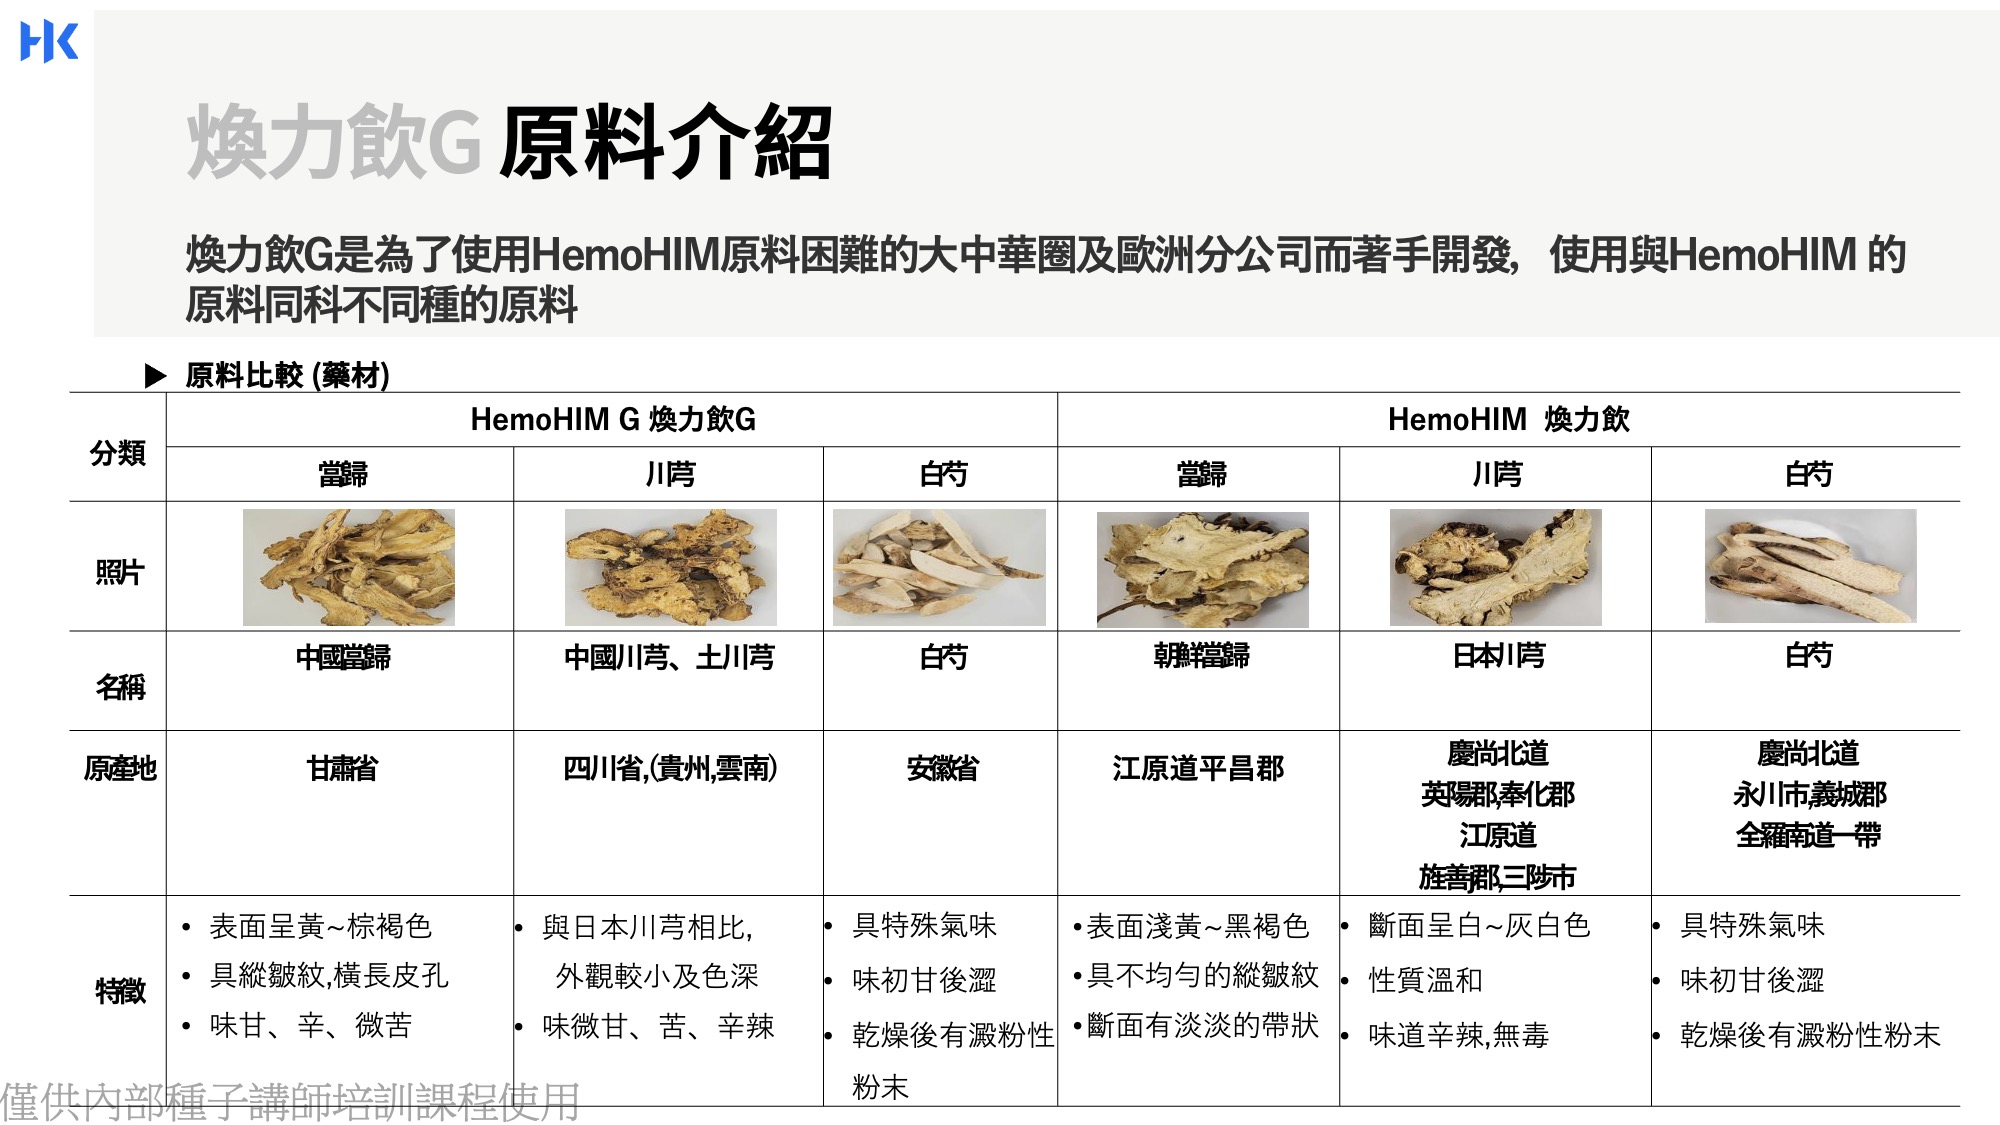 HK
煥力飲G 原料介紹
煥力飲G是為了使用HemoHIM原料困難的大中華圈及歐洲分公司而著手開發，使用與HemoHIM 的
原料同科不同種的原料
▶ 原料比較 (藥材)
分類
HemoHIM G 煥力飲G
HemoHIM 煥力飲
當歸
川芎
白芍
當歸
川芎
白芍
照片
名稱
中國當歸
中國川芎、土川芎
白芍
朝鮮當歸
日本川芎
白芍
原產地
甘肅省
四川省,(貴州,雲南)
安徽省
江原道平昌郡
慶尚北道
英陽郡,奉化郡
江原道
旌善郡,三陟市
慶尚北道
永川市,義城郡
全羅南道一帶
特徵
• 表面呈黃~棕褐色
• 具縱皺紋,橫長皮孔
• 味甘、辛、微苦
• 與日本川芎相比,
外觀較小及色深
• 味微甘、苦、辛辣
• 具特殊氣味
• 味初甘後澀
• 乾燥後有澱粉性
粉末
•表面淺黃~黑褐色
•具不均勻的縱皺紋
•斷面有淡淡的帶狀
• 斷面呈白~灰白色
• 性質溫和
• 味道辛辣,無毒
• 具特殊氣味
• 味初甘後澀
• 乾燥後有澱粉性粉末
僅供內部種子講師培訓課程使用